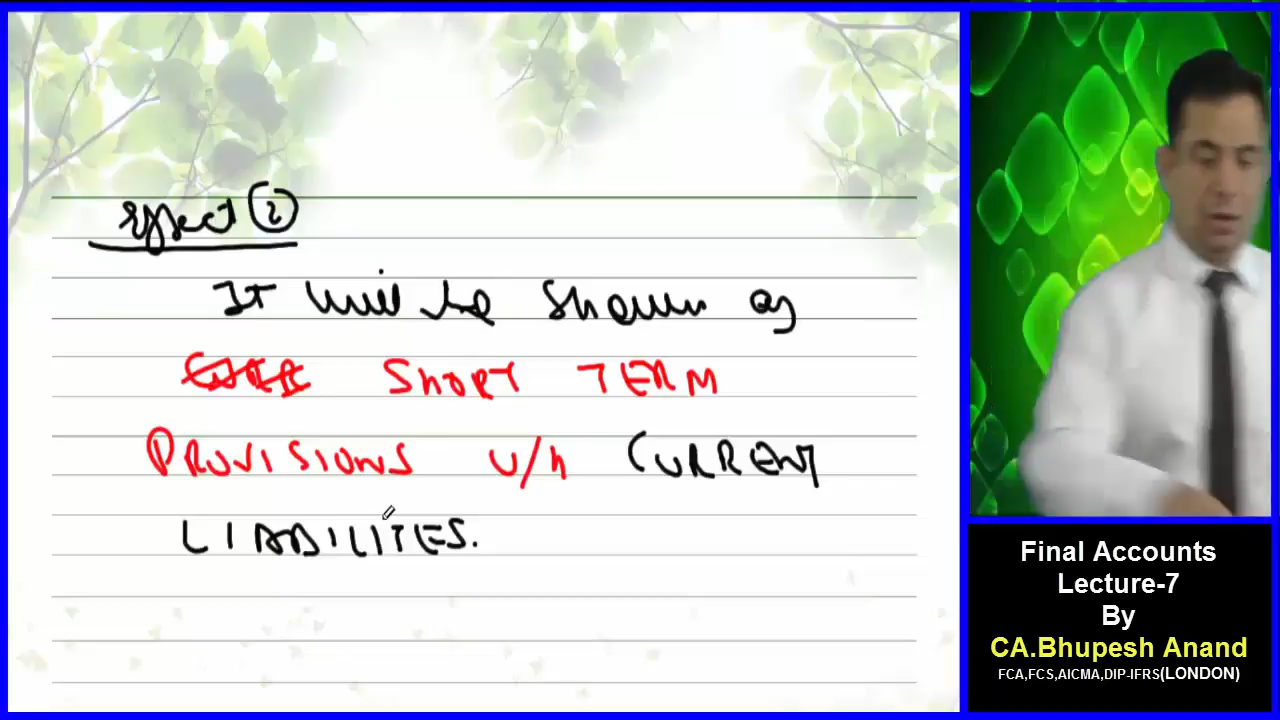 Effect (2)
It will be shown as
SHORT TERM
PROVISIONS u/h CURRENT
LIABILITES.
Final Accounts
Lecture-7
By
CA.Bhupesh Anand
FCA,FCS,AICMA,DIP-IFRS(LONDON)